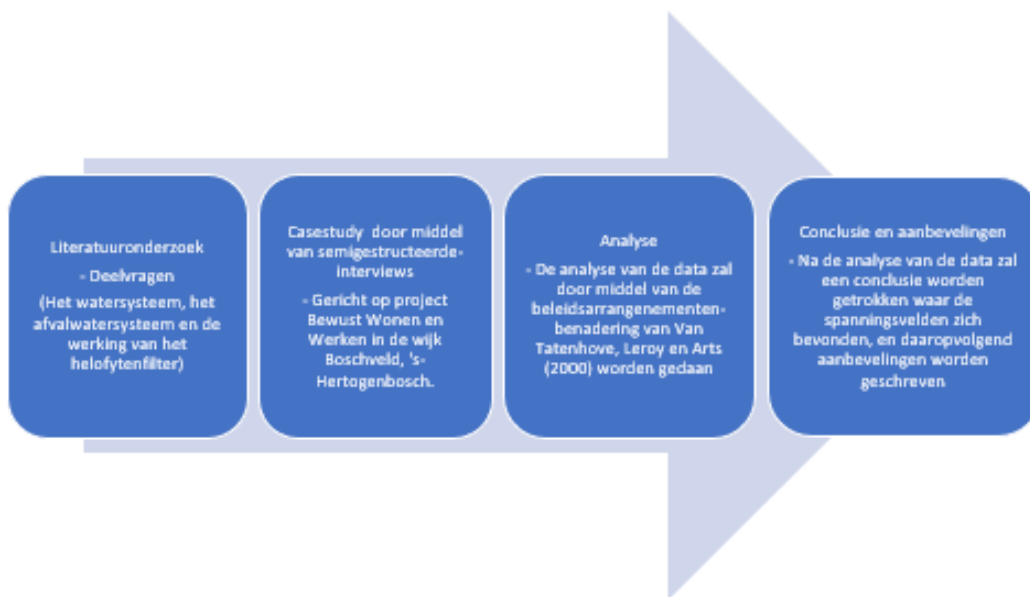 Literatuuronderzoek
- Deelvragen
(Het watersysteem, het
afvalwatersysteem en de
werking van het
helofytenfilter)
Casestudy door middel
van semigestructeerde-
interviews
- Gericht op project
Bewust Wonen en
Werken in de wijk
Boschveld, 's-
Hertogenbosch.
Analyse
- De analyse van de data zal
door middel van de
beleidsarrangenementen-
benadering van Van
Tatenhove, Leroy en Arts
(2000) worden gedaan
Conclusie en aanbevelingen
- Na de analyse van de data zal
een conclusie worden
getrokken waar de
spanningsvelden zich
bevonden, en daaropvolgend
aanbevelingen worden
geschreven